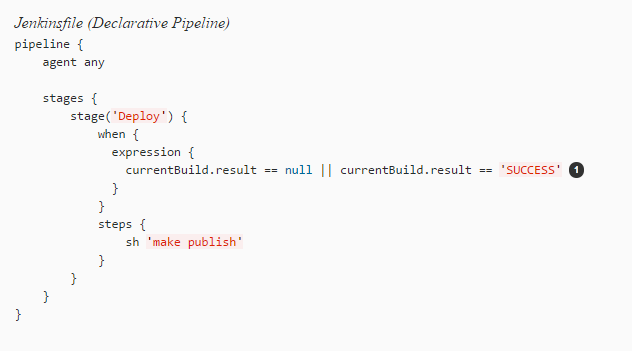 Jenkinsfile (Declarative Pipeline)
pipeline {
    agent any

    stages {
        stage('Deploy') {
            when {
              expression {
                currentBuild.result == null || currentBuild.result == 'SUCCESS' 1
              }
            }
            steps {
                sh 'make publish'
            }
        }
    }
}